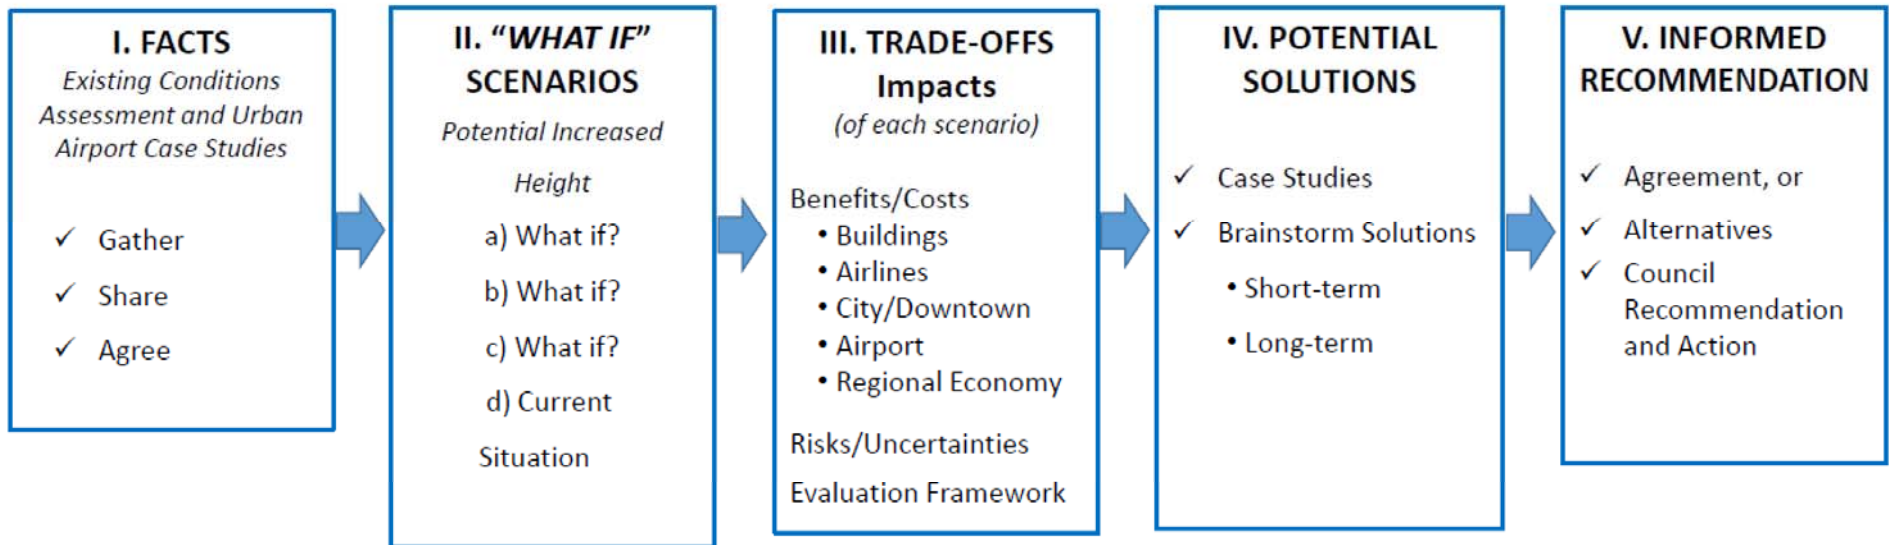 I. FACTS
Existing Conditions
Assessment and Urban
Airport Case Studies
✓ Gather
✓ Share
✓ Agree
II. “WHAT IF”
SCENARIOS
Potential Increased
Height
a) What if?
b) What if?
c) What if?
d) Current
Situation
III. TRADE-OFFS
Impacts
(of each scenario)
Benefits/Costs
• Buildings
• Airlines
• City/Downtown
• Airport
• Regional Economy
Risks/Uncertainties
Evaluation Framework
IV. POTENTIAL
SOLUTIONS
✓ Case Studies
✓ Brainstorm Solutions
• Short-term
• Long-term
V. INFORMED
RECOMMENDATION
✓ Agreement, or
✓ Alternatives
✓ Council
Recommendation
and Action